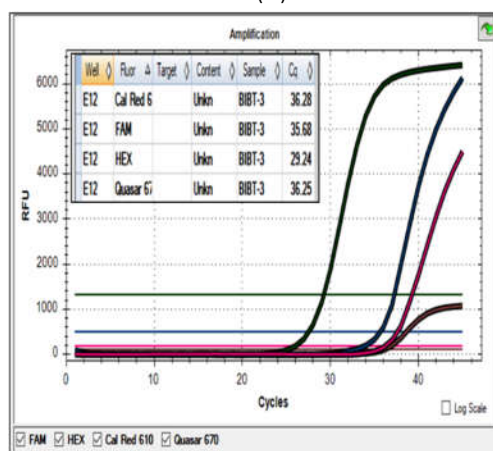 Amplification
Well Fluor Target Content Sample Cq
E12 Cal Red 6 Unkn BIBT-3 36.28
E12 FAM Unkn BIBT-3 35.68
E12 HEX Unkn BIBT-3 29.24
E12 Quasar 67 Unkn BIBT-3 36.25
RFU
6000
5000
4000
3000
2000
1000
0
0 10 20 30 40
Cycles
Log Scale
FAM HEX Cal Red 610 Quasar 670